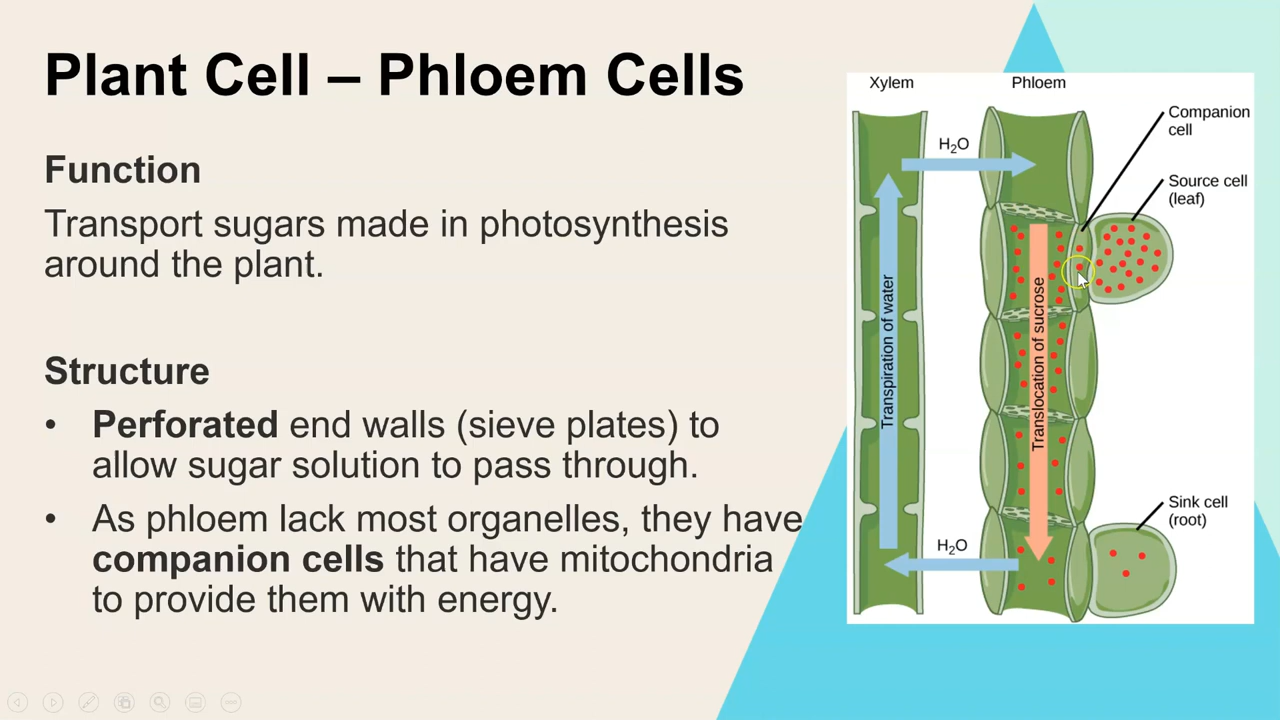 Plant Cell – Phloem Cells
Function
Transport sugars made in photosynthesis
around the plant.
Structure
• Perforated end walls (sieve plates) to
allow sugar solution to pass through.
• As phloem lack most organelles, they have
companion cells that have mitochondria
to provide them with energy.
Xylem
Phloem
Companion
cell
H₂O
Source cell
(leaf)
Transpiration of water
Translocation of sucrose
Sink cell
(root)
H₂O